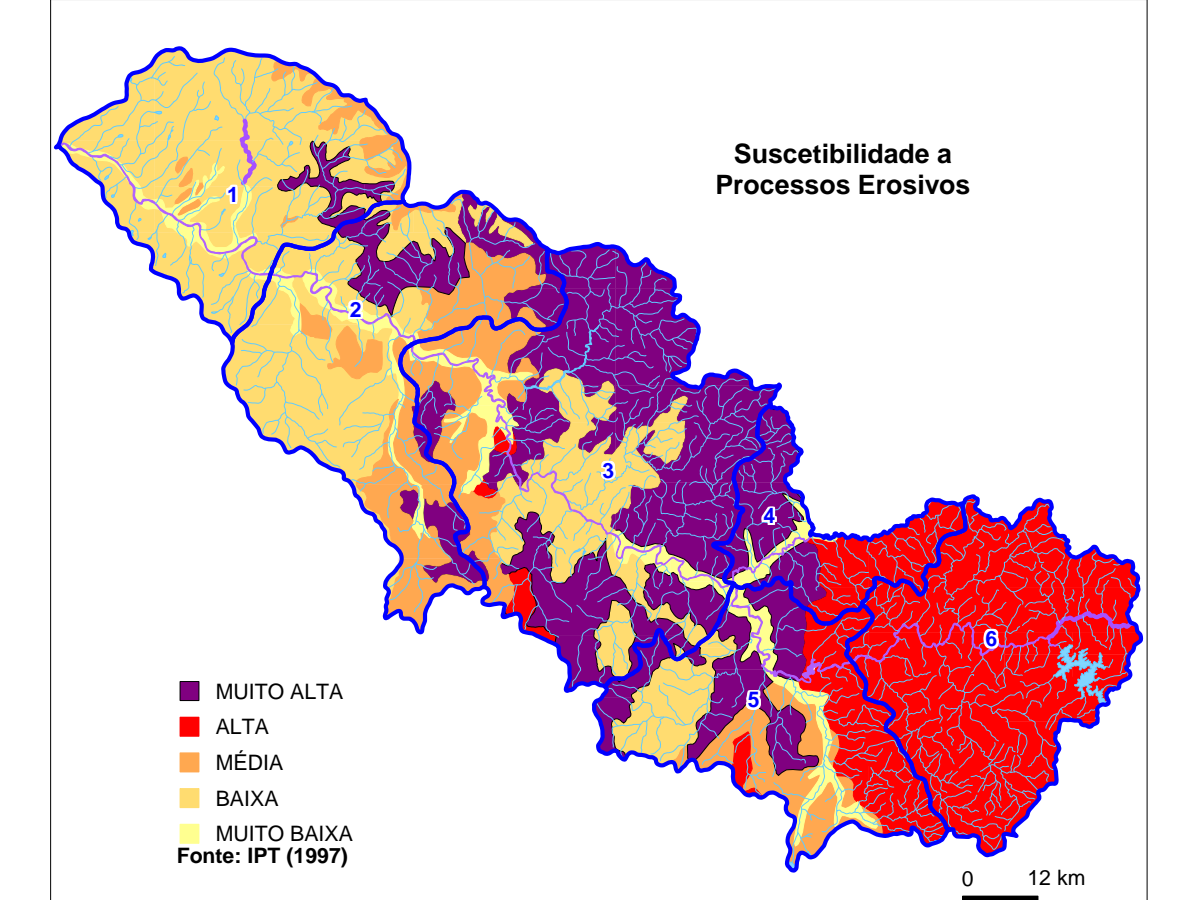 Suscetibilidade a
Processos Erosivos
1
2
3
4
5
6
MUITO ALTA
ALTA
MÉDIA
BAIXA
MUITO BAIXA
Fonte: IPT (1997)
0 12 km